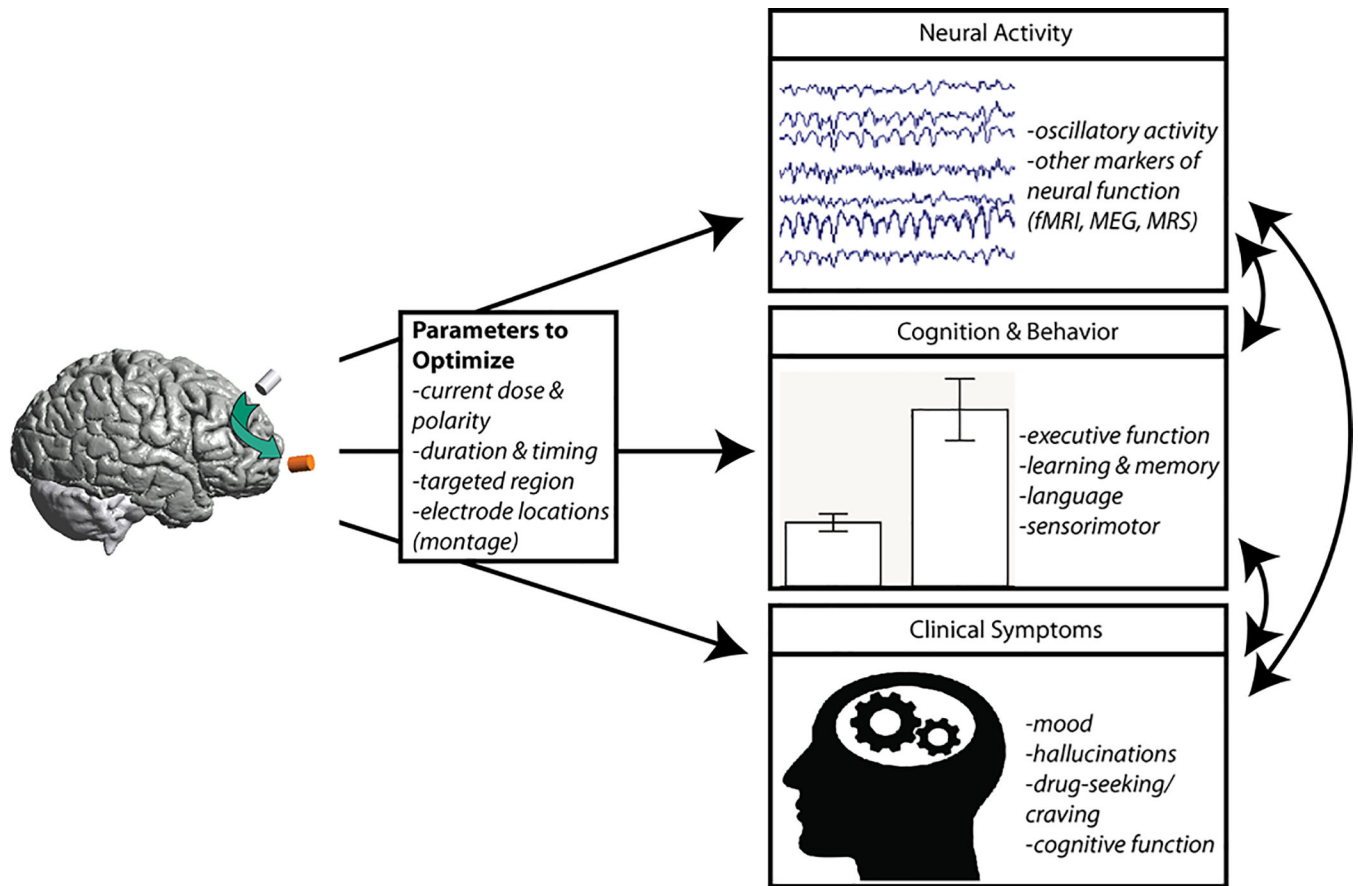 Neural Activity
-oscillatory activity
-other markers of
neural function
(fMRI, MEG, MRS)
Parameters to
Optimize
-current dose &
polarity
-duration & timing
-targeted region
-electrode locations
(montage)
Cognition & Behavior
-executive function
-learning & memory
-language
-sensorimotor
Clinical Symptoms
-mood
-hallucinations
-drug-seeking/
craving
-cognitive function